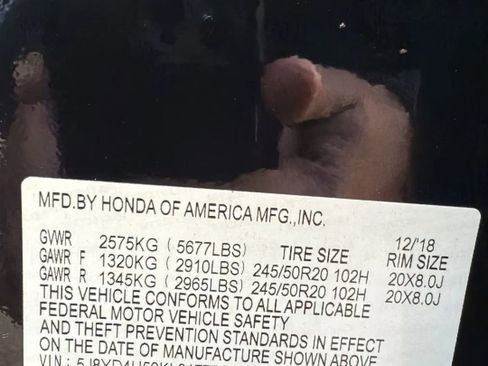 MFD.BY HONDA OF AMERICA MFG.,INC.
12/'18
GVWR 2575KG (5677LBS) TIRE SIZE RIM SIZE
GAWR F 1320KG (2910LBS) 245/50R20 102H 20X8.0J
GAWR R 1345KG (2965LBS) 245/50R20 102H 20X8.0J
THIS VEHICLE CONFORMS TO ALL APPLICABLE
FEDERAL MOTOR VEHICLE SAFETY
AND THEFT PREVENTION STANDARDS IN EFFECT
ON THE DATE OF MANUFACTURE SHOWN ABOVE